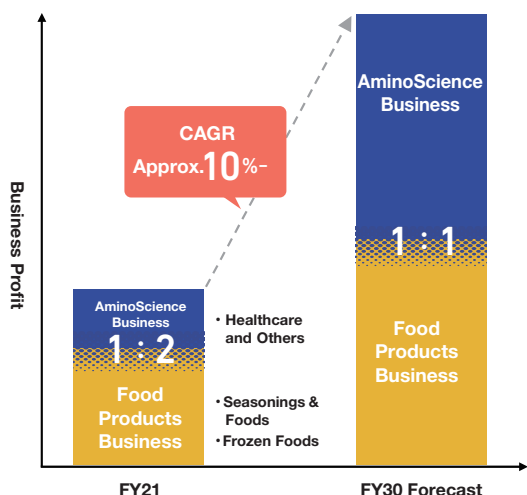 Business Profit
CAGR
Approx.10%–
AminoScience
Business
1 : 2
Food
Products
Business
・Healthcare
and Others
・Seasonings &
Foods
・Frozen Foods
AminoScience
Business
1 : 1
Food
Products
Business
FY21
FY30 Forecast